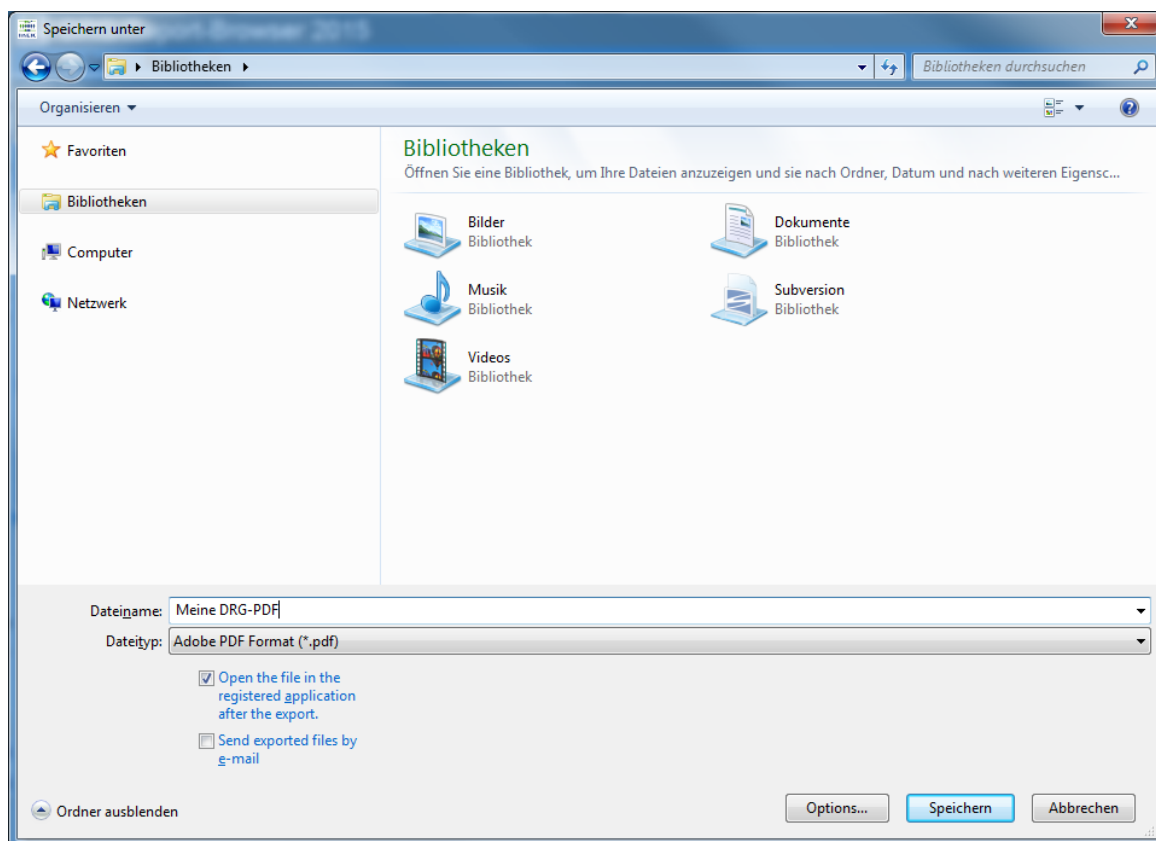 Speichern unter
Browser 2015
Bibliotheken
Bibliotheken durchsuchen
Organisieren
Favoriten
Bibliotheken
Computer
Netzwerk
Bibliotheken
Öffnen Sie eine Bibliothek, um Ihre Dateien anzuzeigen und sie nach Ordner, Datum und nach weiteren Eigensc...
Bilder
Bibliothek
Dokumente
Bibliothek
Musik
Bibliothek
Subversion
Bibliothek
Videos
Bibliothek
Dateiname: Meine DRG-PDF
Dateityp: Adobe PDF Format (*.pdf)
Open the file in the
registered application
after the export.
Send exported files by
e-mail
Ordner ausblenden
Options...
Speichern
Abbrechen